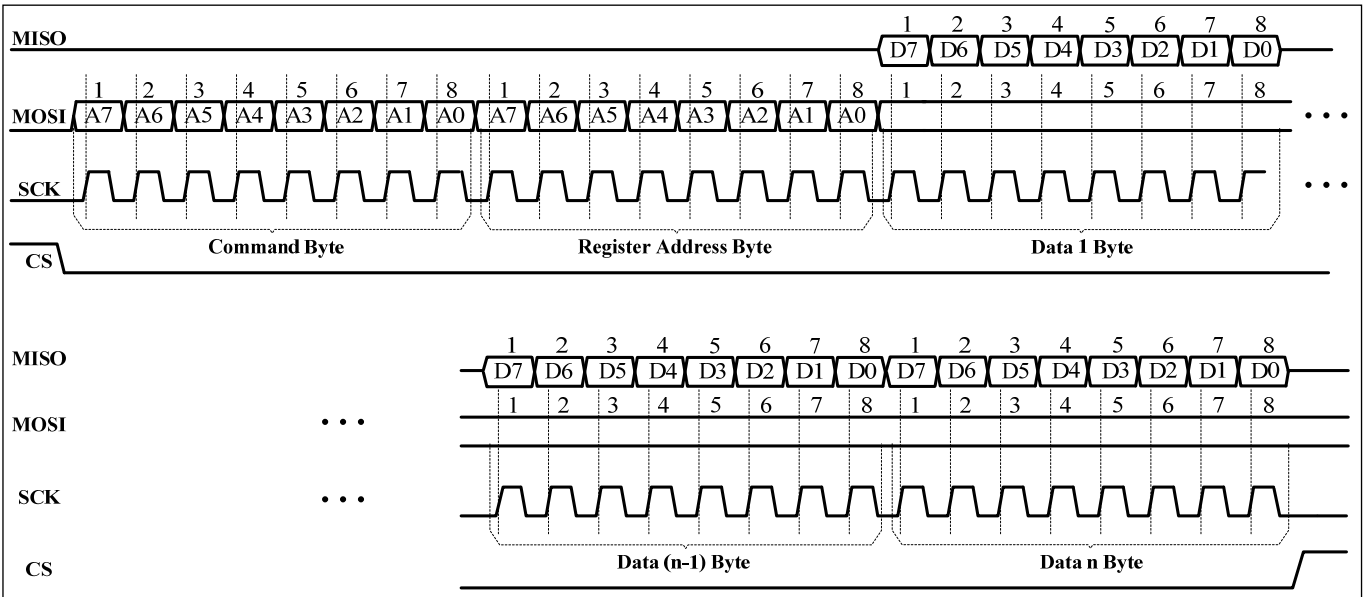 1 2 3 4 5 6 7 8
MISO D7 D6 D5 D4 D3 D2 D1 D0
1 2 3 4 5 6 7 8 1 2 3 4 5 6 7 8
MOSI A7 A6 A5 A4 A3 A2 A1 A0 A7 A6 A5 A4 A3 A2 A1 A0 1 2 3 4 5 6 7 8 • • •
SCK • • •
Command Byte Register Address Byte Data 1 Byte
CS
1 2 3 4 5 6 7 8 1 2 3 4 5 6 7 8
MISO D7 D6 D5 D4 D3 D2 D1 D0 D7 D6 D5 D4 D3 D2 D1 D0
1 2 3 4 5 6 7 8 1 2 3 4 5 6 7 8
MOSI • • •
SCK • • •
Data (n-1) Byte Data n Byte
CS